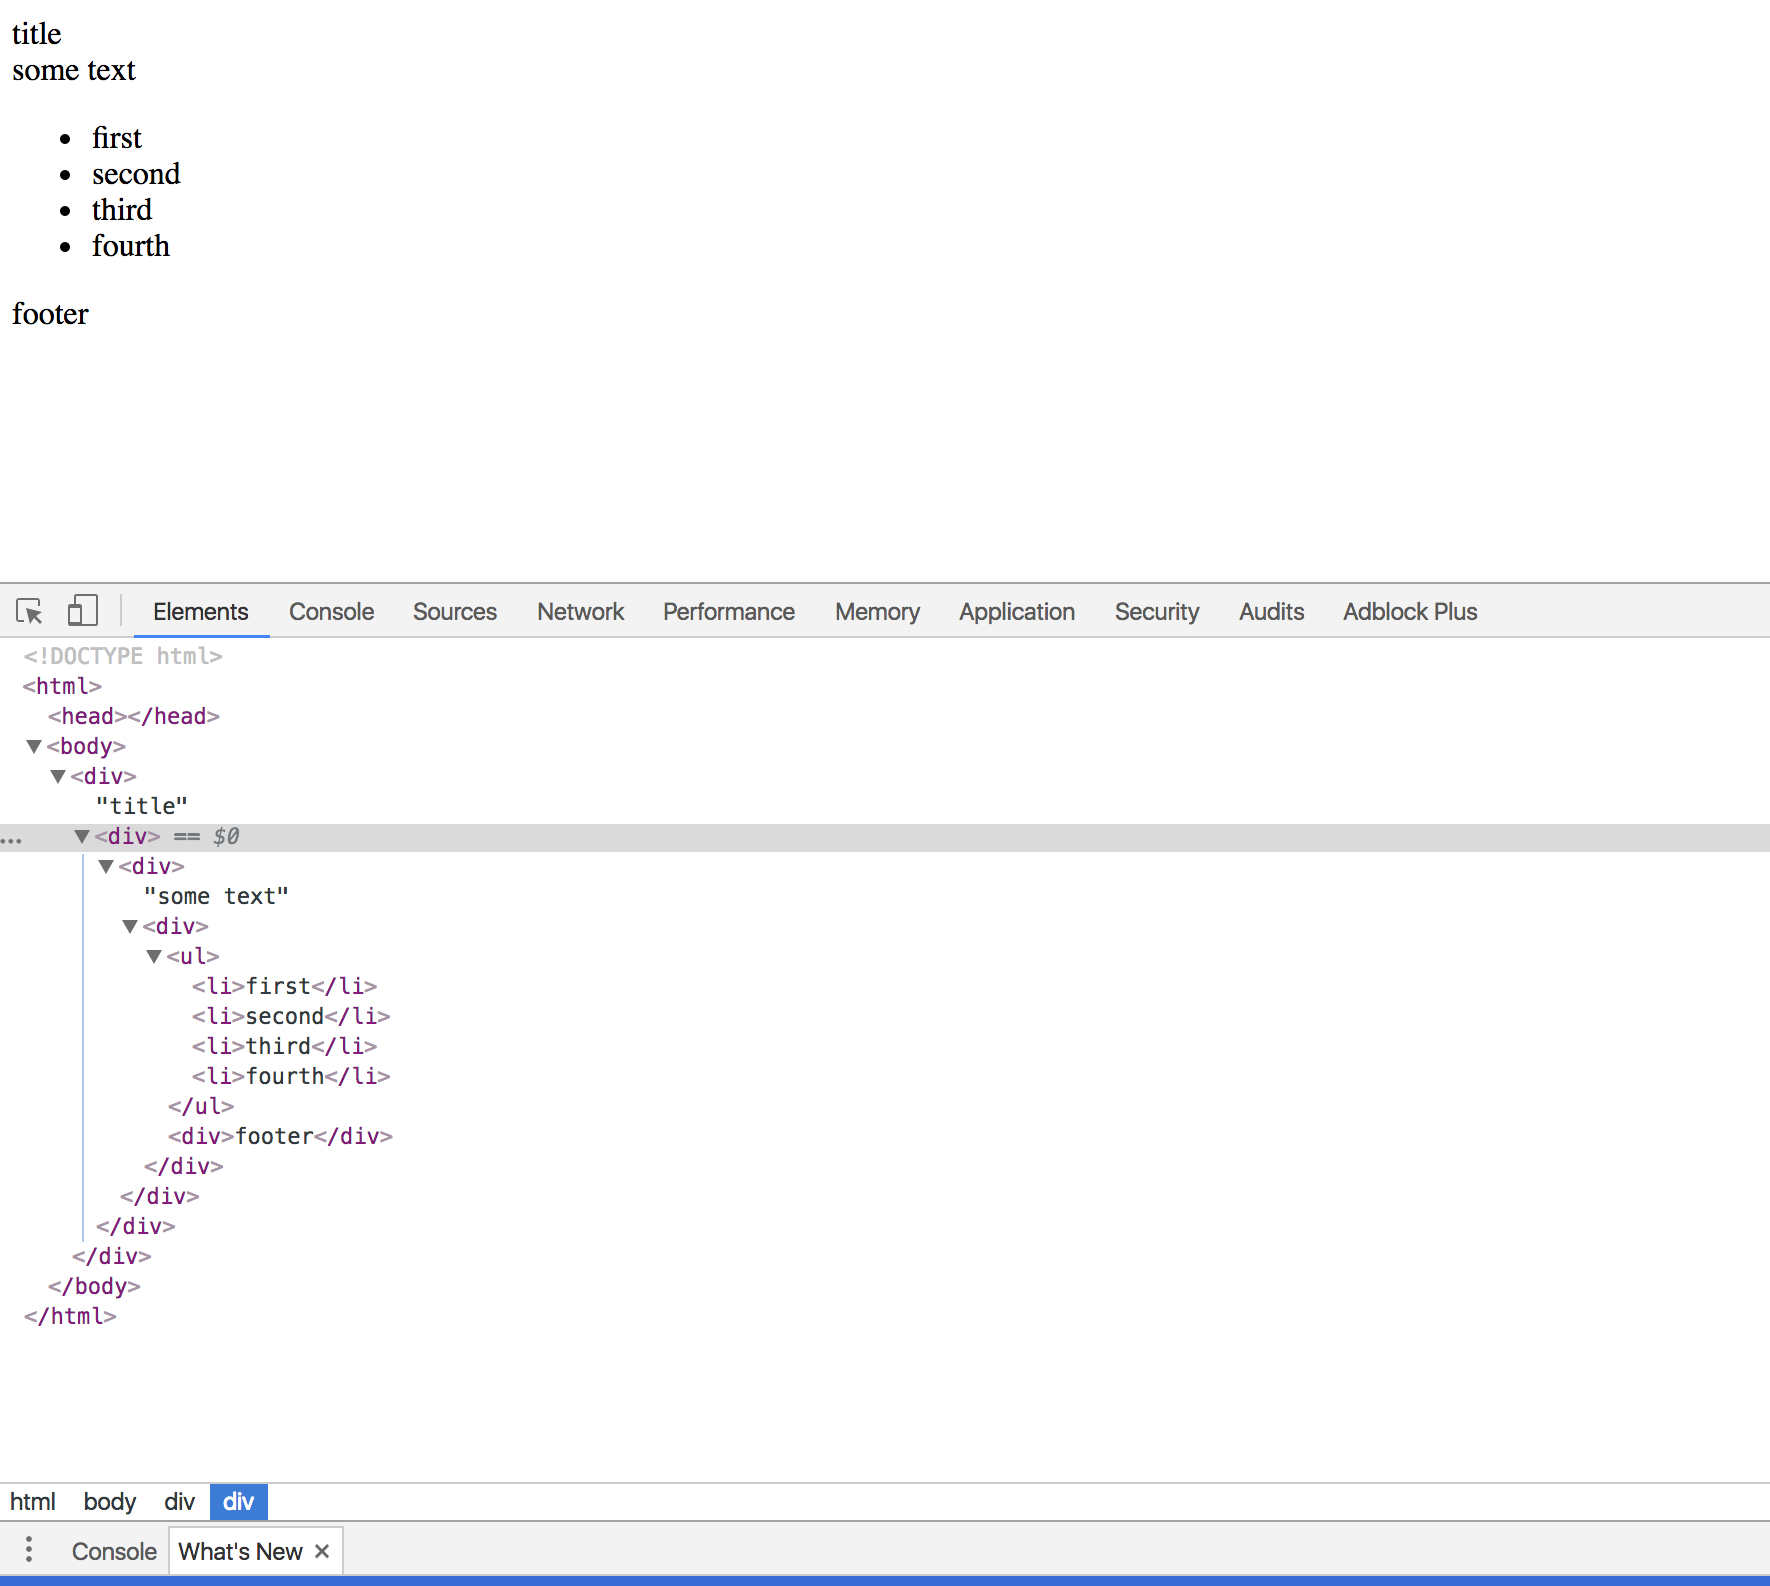 title
some text
• first
• second
• third
• fourth
footer
Elements Console Sources Network Performance Memory Application Security Audits Adblock Plus
<!DOCTYPE html>
<html>
<head></head>
▼<body>
▼<div>
"title"
... ▼<div> == $0
▼<div>
"some text"
▼<div>
▼<ul>
<li>first</li>
<li>second</li>
<li>third</li>
<li>fourth</li>
</ul>
<div>footer</div>
</div>
</div>
</div>
</div>
</body>
</html>
html body div div
Console What's New ×